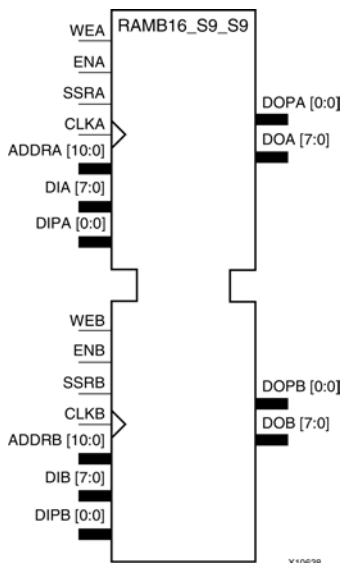 RAMB16_S9_S9
WEA
ENA
SSRA
CLKA
ADDRA [10:0]
DIA [7:0]
DIPA [0:0]
DOPA [0:0]
DOA [7:0]
WEB
ENB
SSRB
CLKB
ADDRB [10:0]
DIB [7:0]
DIPB [0:0]
DOPB [0:0]
DOB [7:0]
X10638